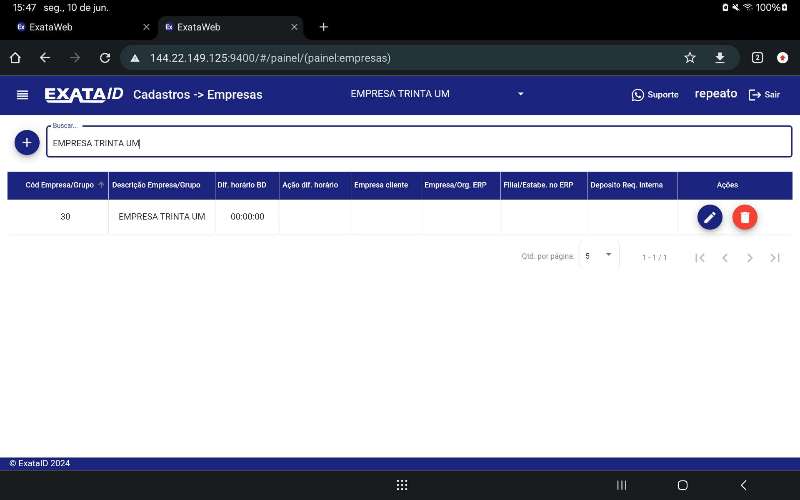 15:47 seg., 10 de jun.
100%
Ex ExataWeb
Ex ExataWeb
144.22.149.125:9400/#/painel/(painel:empresas)
2
EXATAID
Cadastros -> Empresas
EMPRESA TRINTA UM
Suporte
repeato
Sair
Buscar...
EMPRESA TRINTA UM
Cód Empresa/Grupo
Descrição Empresa/Grupo
Dif. horário BD
Ação dif. horário
Empresa cliente
Empresa/Org. ERP
Filial/Estabe. no ERP
Deposito Req. Interna
Ações
30
EMPRESA TRINTA UM
00:00:00
Qtd. por página:
5
1 - 1 / 1
© ExataID 2024